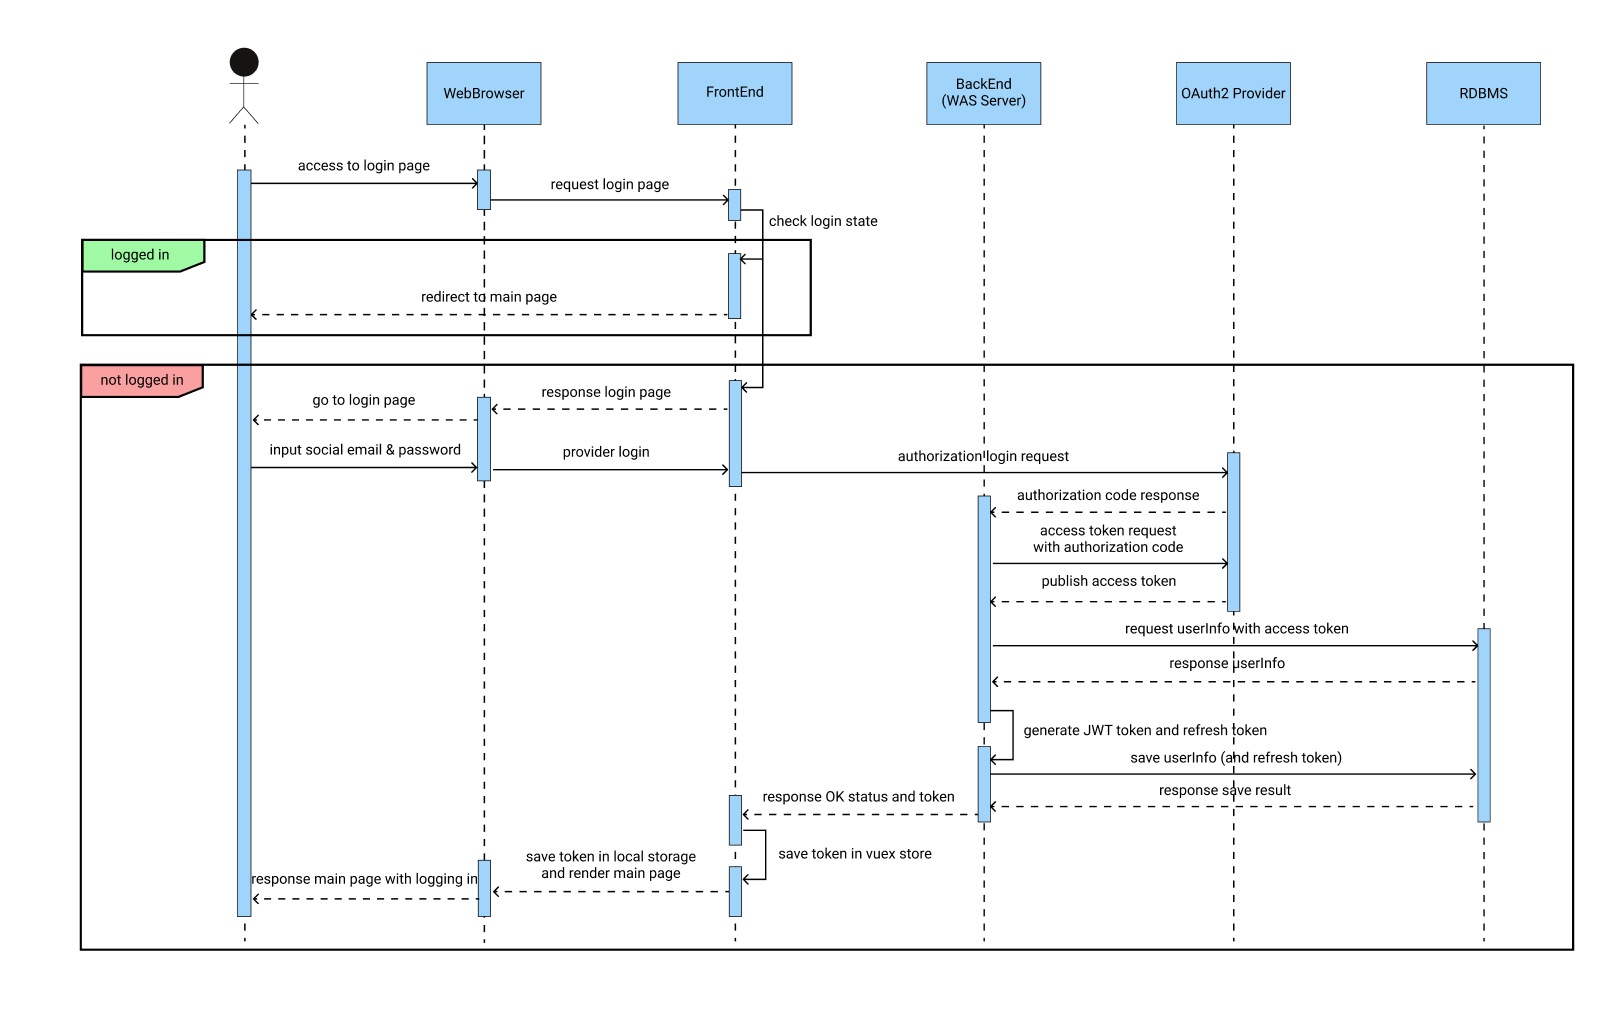 WebBrowser
FrontEnd
BackEnd
(WAS Server)
OAuth2 Provider
RDBMS
access to login page
request login page
check login state
logged in
redirect to main page
not logged in
response login page
go to login page
input social email & password
provider login
authorization login request
authorization code response
access token request
with authorization code
publish access token
request userInfo with access token
response userInfo
generate JWT token and refresh token
save userInfo (and refresh token)
response save result
response OK status and token
save token in vuex store
save token in local storage
and render main page
response main page with logging in